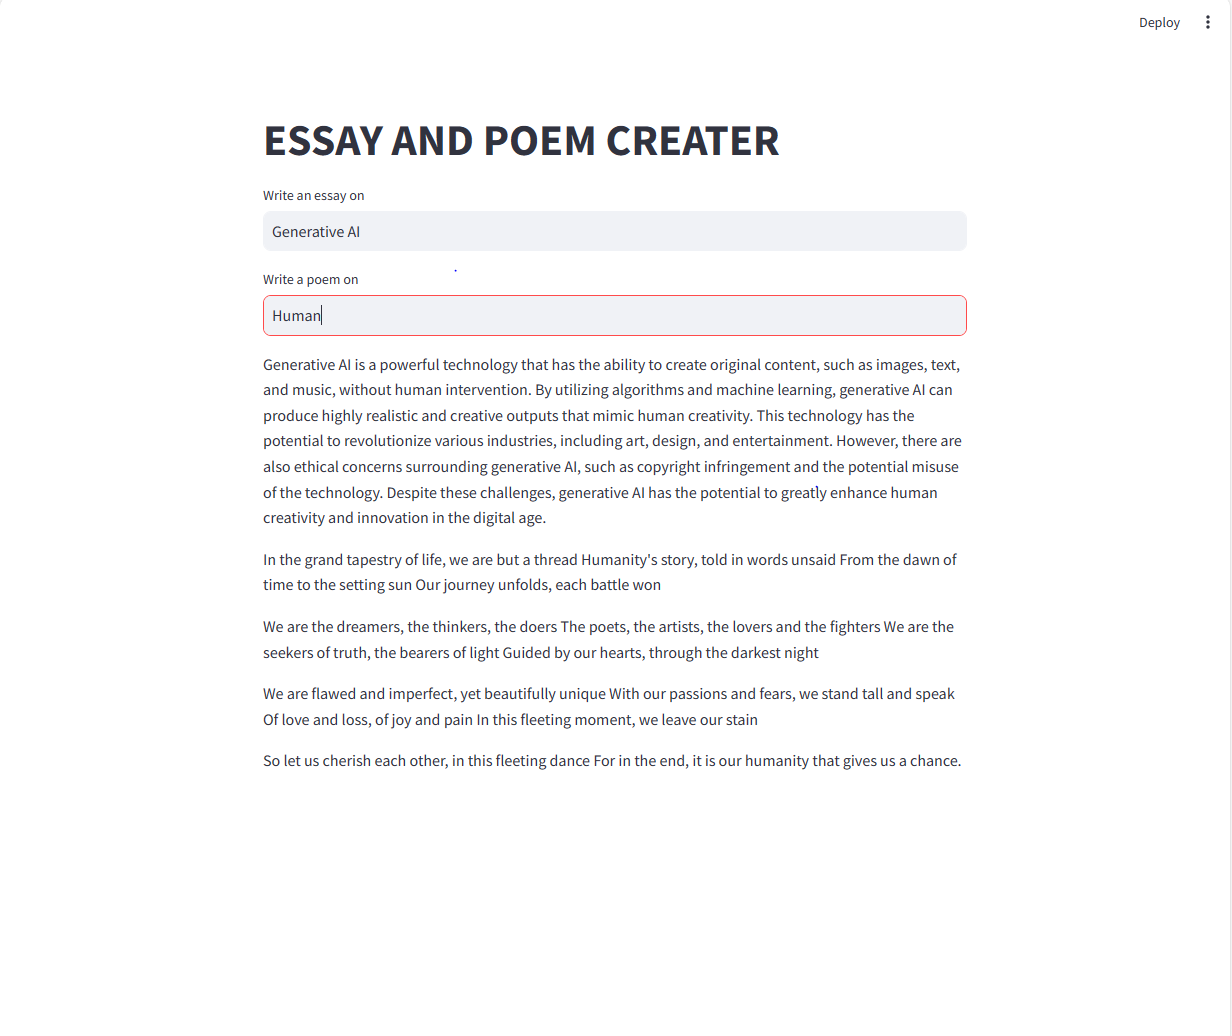 Deploy
ESSAY AND POEM CREATER
Write an essay on
Generative AI
Write a poem on
Human
Generative AI is a powerful technology that has the ability to create original content, such as images, text,
and music, without human intervention. By utilizing algorithms and machine learning, generative AI can
produce highly realistic and creative outputs that mimic human creativity. This technology has the
potential to revolutionize various industries, including art, design, and entertainment. However, there are
also ethical concerns surrounding generative AI, such as copyright infringement and the potential misuse
of the technology. Despite these challenges, generative AI has the potential to greatly enhance human
creativity and innovation in the digital age.
In the grand tapestry of life, we are but a thread Humanity's story, told in words unsaid From the dawn of
time to the setting sun Our journey unfolds, each battle won
We are the dreamers, the thinkers, the doers The poets, the artists, the lovers and the fighters We are the
seekers of truth, the bearers of light Guided by our hearts, through the darkest night
We are flawed and imperfect, yet beautifully unique With our passions and fears, we stand tall and speak
Of love and loss, of joy and pain In this fleeting moment, we leave our stain
So let us cherish each other, in this fleeting dance For in the end, it is our humanity that gives us a chance.